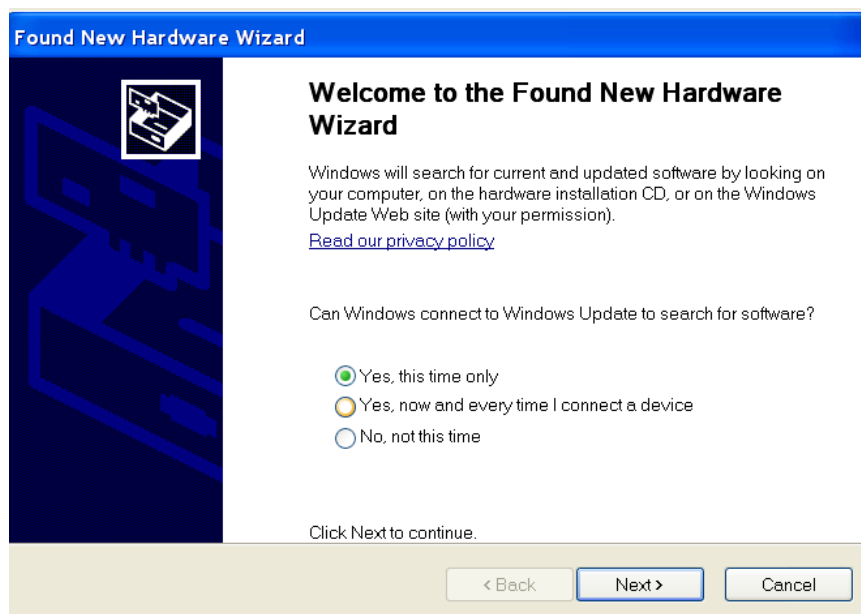 Found New Hardware Wizard
Welcome to the Found New Hardware
Wizard
Windows will search for current and updated software by looking on
your computer, on the hardware installation CD, or on the Windows
Update Web site (with your permission).
Read our privacy policy
Can Windows connect to Windows Update to search for software?
Yes, this time only
Yes, now and every time I connect a device
No, not this time
Click Next to continue.
< Back Next > Cancel